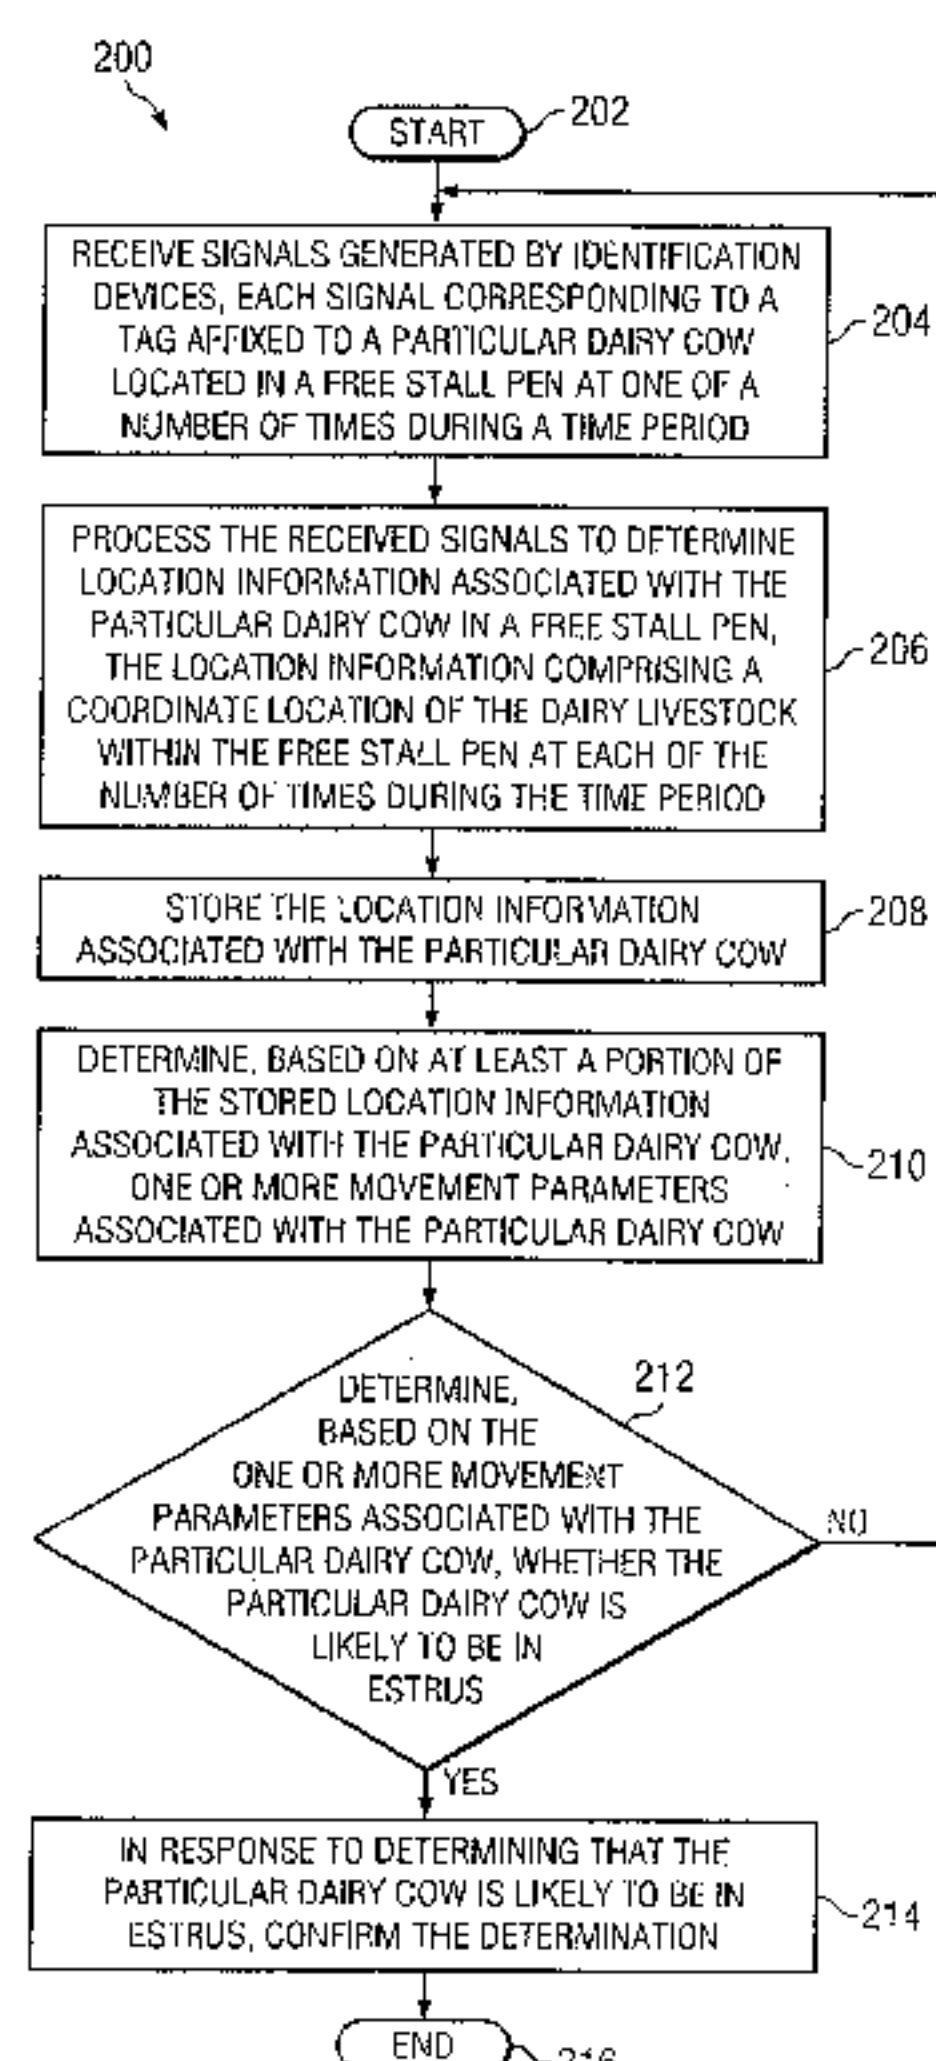 200
START
202
RECEIVE SIGNALS GENERATED BY IDENTIFICATION
DEVICES, EACH SIGNAL CORRESPONDING TO A
TAG AFFIXED TO A PARTICULAR DAIRY COW
LOCATED IN A FREE STALL PEN AT ONE OF A
NUMBER OF TIMES DURING A TIME PERIOD
204
PROCESS THE RECEIVED SIGNALS TO DETERMINE
LOCATION INFORMATION ASSOCIATED WITH THE
PARTICULAR DAIRY COW IN A FREE STALL PEN,
THE LOCATION INFORMATION COMPRISING A
COORDINATE LOCATION OF THE DAIRY LIVESTOCK
WITHIN THE FREE STALL PEN AT EACH OF THE
NUMBER OF TIMES DURING THE TIME PERIOD
206
STORE THE LOCATION INFORMATION
ASSOCIATED WITH THE PARTICULAR DAIRY COW
208
DETERMINE, BASED ON AT LEAST A PORTION OF
THE STORED LOCATION INFORMATION
ASSOCIATED WITH THE PARTICULAR DAIRY COW,
ONE OR MORE MOVEMENT PARAMETERS
ASSOCIATED WITH THE PARTICULAR DAIRY COW
210
DETERMINE,
BASED ON THE
ONE OR MORE MOVEMENT
PARAMETERS ASSOCIATED WITH THE
PARTICULAR DAIRY COW, WHETHER THE
PARTICULAR DAIRY COW IS
LIKELY TO BE IN
ESTRUS
212
NO
YES
IN RESPONSE TO DETERMINING THAT THE
PARTICULAR DAIRY COW IS LIKELY TO BE IN
ESTRUS, CONFIRM THE DETERMINATION
214
END
216